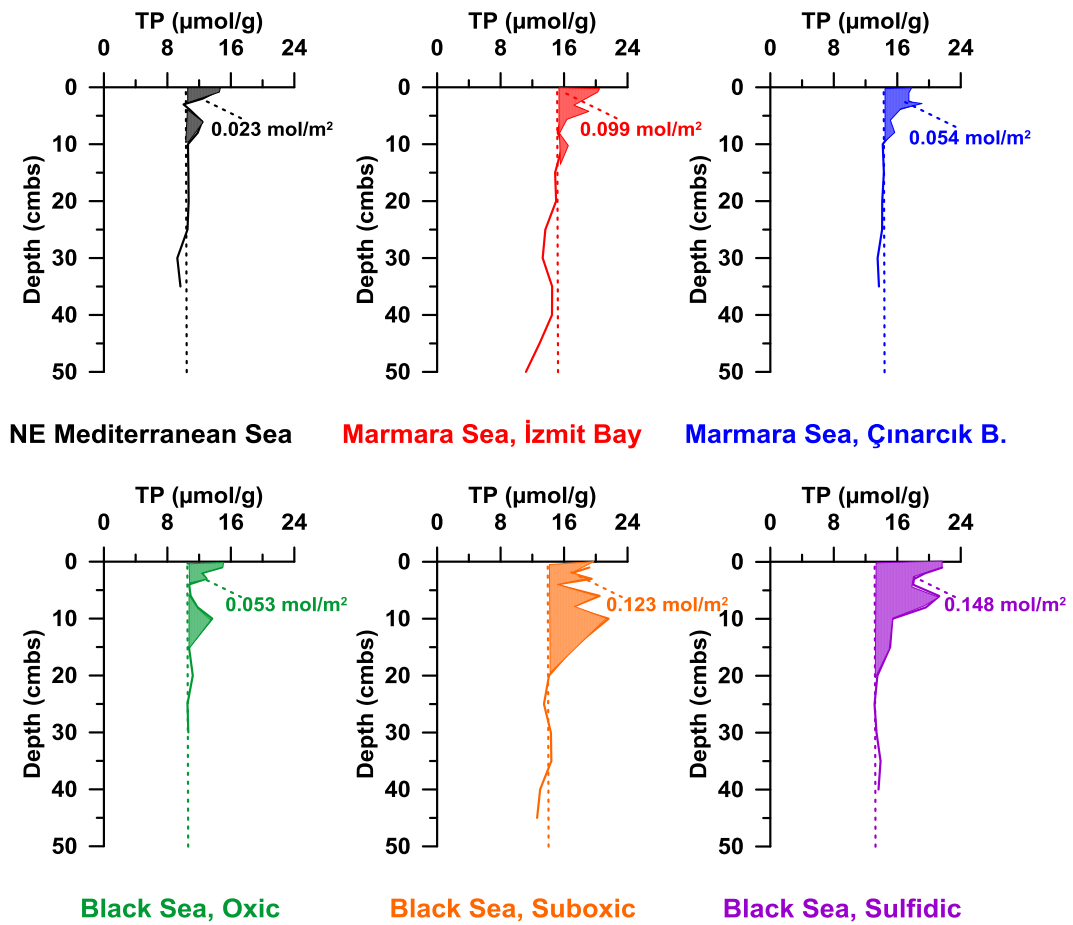 TP (µmol/g) TP (µmol/g) TP (µmol/g)
0 8 16 24 0 8 16 24 0 8 16 24
0 0 0
0.023 mol/m² 0.099 mol/m² 0.054 mol/m²
10 10 10
20 20 20
30 30 30
40 40 40
50 50 50
Depth (cmbs) Depth (cmbs) Depth (cmbs)
NE Mediterranean Sea Marmara Sea, İzmit Bay Marmara Sea, Çınarcık B.
TP (µmol/g) TP (µmol/g) TP (µmol/g)
0 8 16 24 0 8 16 24 0 8 16 24
0 0 0
0.053 mol/m² 0.123 mol/m² 0.148 mol/m²
10 10 10
20 20 20
30 30 30
40 40 40
50 50 50
Depth (cmbs) Depth (cmbs) Depth (cmbs)
Black Sea, Oxic Black Sea, Suboxic Black Sea, Sulfidic